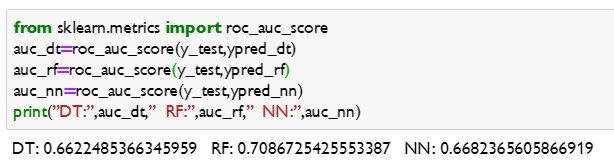 from sklearn.metrics import roc_auc_score
auc_dt=roc_auc_score(y_test,ypred_dt)
auc_rf=roc_auc_score(y_test,ypred_rf)
auc_nn=roc_auc_score(y_test,ypred_nn)
print("DT:",auc_dt,"  RF:",auc_rf,"  NN:",auc_nn)
DT: 0.6622485366345959   RF: 0.7086725425553387   NN: 0.6682365605866919